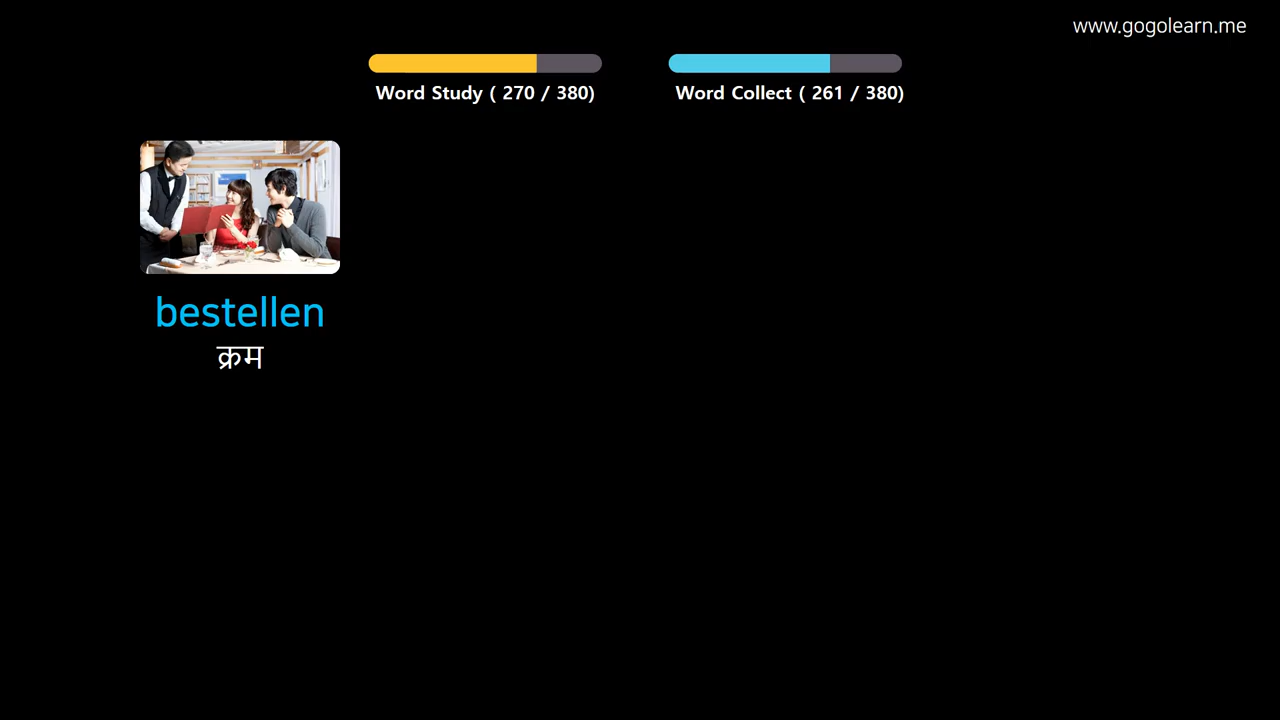 www.gogolearn.me
Word Study ( 270 / 380)
Word Collect ( 261 / 380)
bestellen
क्रम